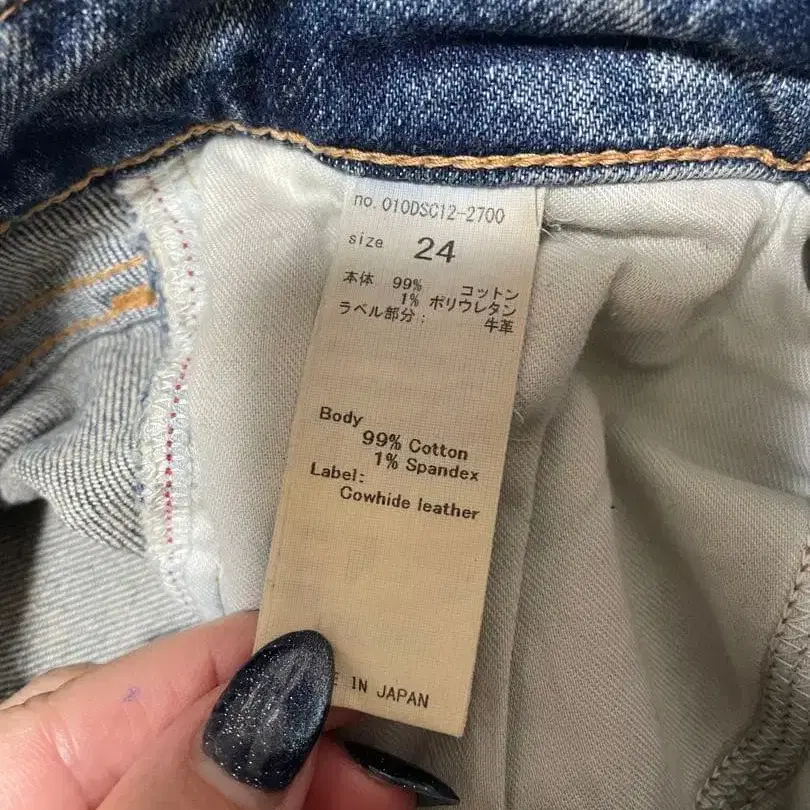 no. 010DSC12-2700
size 24
本体 99% コットン
1% ポリウレタン
ラベル部分: 牛革
Body
99% Cotton
1% Spandex
Label:
Cowhide leather
IN JAPAN